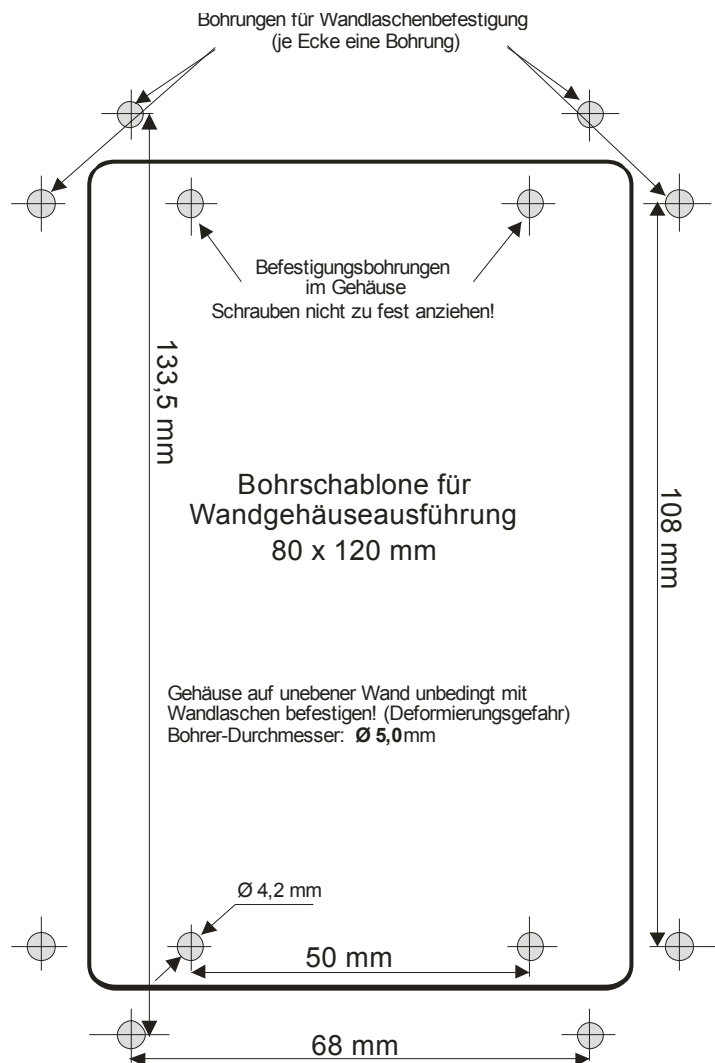 Bohrungen für Wandlaschenbefestigung
(je Ecke eine Bohrung)
Befestigungsbohrungen
im Gehäuse
Schrauben nicht zu fest anziehen!
133,5 mm
108 mm
Bohrschablone für
Wandgehäuseausführung
80 x 120 mm
Gehäuse auf unebener Wand unbedingt mit
Wandlaschen befestigen! (Deformierungsgefahr)
Bohrer-Durchmesser: Ø 5,0mm
Ø 4,2 mm
50 mm
68 mm